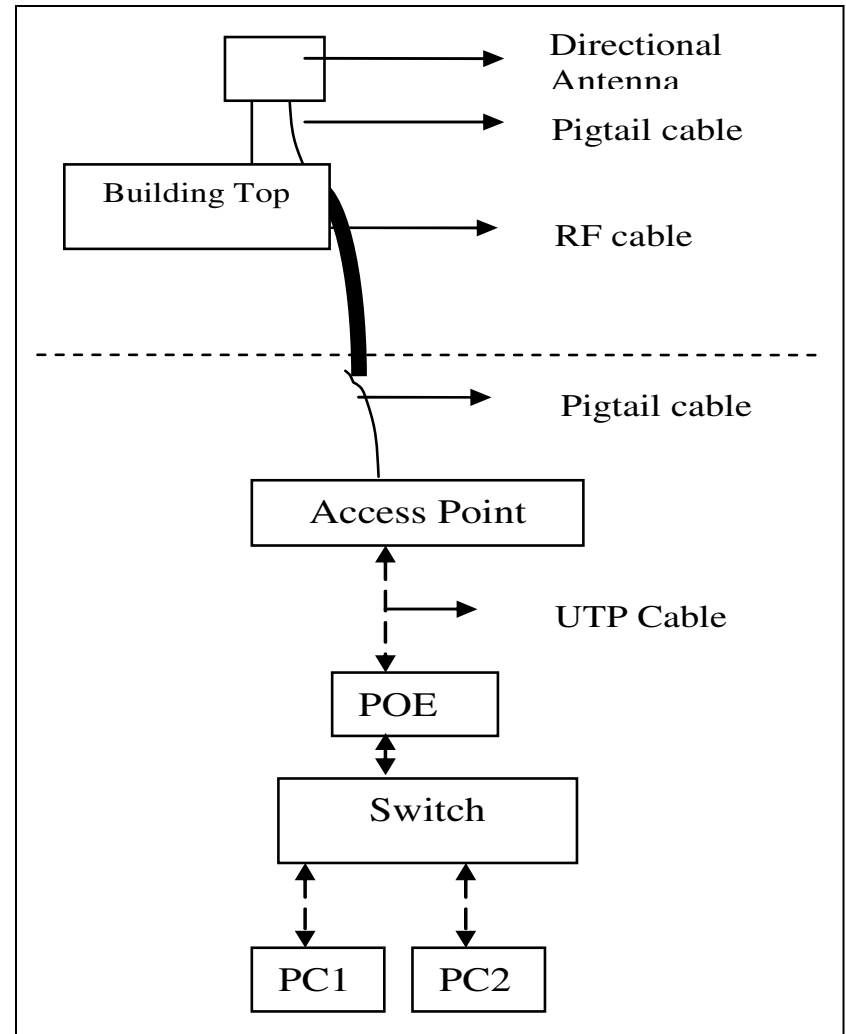 Directional
Antenna
Pigtail cable
Building Top
RF cable
Pigtail cable
Access Point
UTP Cable
POE
Switch
PC1 PC2